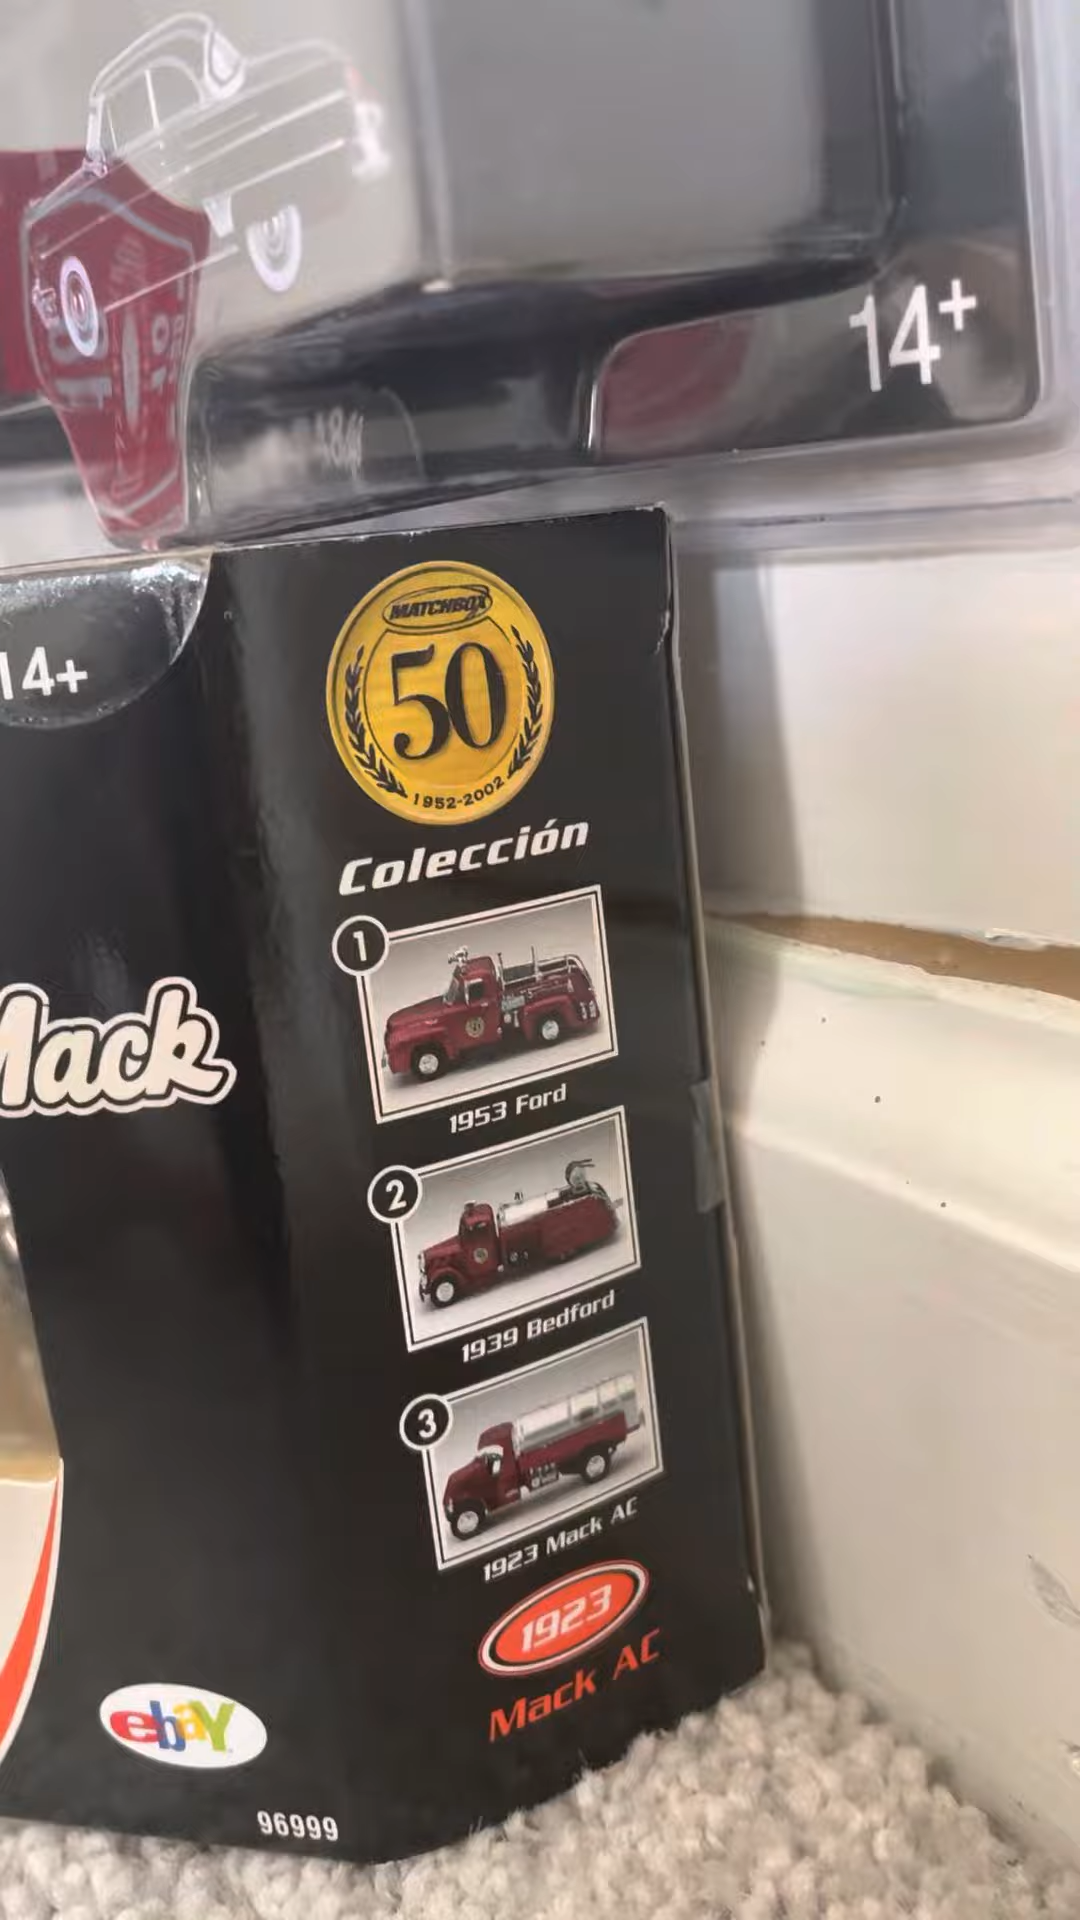 14+
14+
MATCHBOX
50
1952-2002
Colección
1
1953 Ford
Mack
2
1939 Bedford
3
1923 Mack AC
1923
Mack AC
ebay
96999